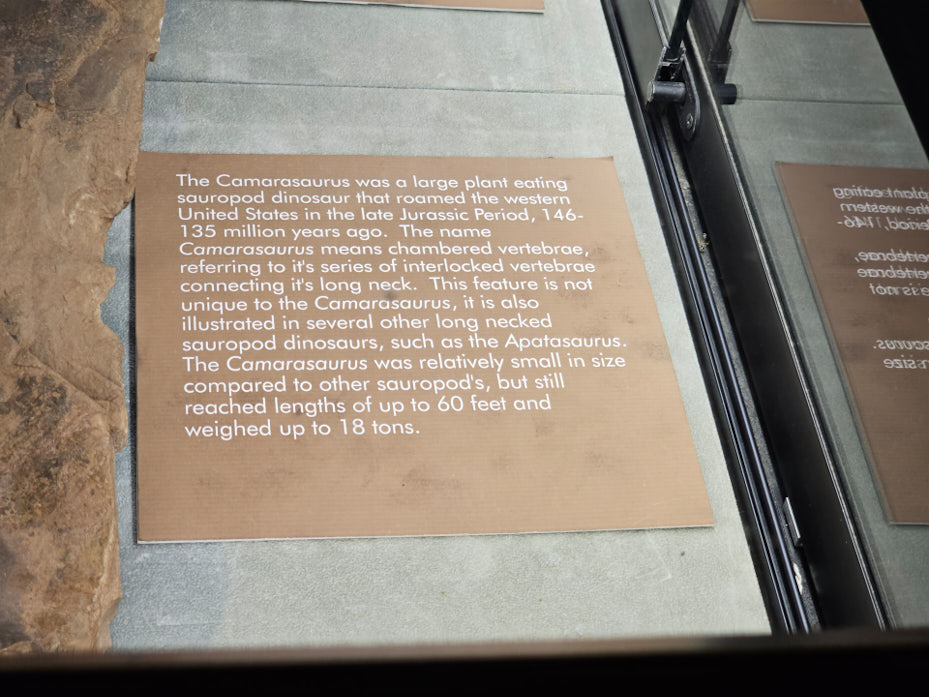 The Camarasaurus was a large plant eating
sauropod dinosaur that roamed the western
United States in the late Jurassic Period, 146-
135 million years ago. The name
Camarasaurus means chambered vertebrae,
referring to it's series of interlocked vertebrae
connecting it's long neck. This feature is not
unique to the Camarasaurus, it is also
illustrated in several other long necked
sauropod dinosaurs, such as the Apatasaurus.
The Camarasaurus was relatively small in size
compared to other sauropod's, but still
reached lengths of up to 60 feet and
weighed up to 18 tons.